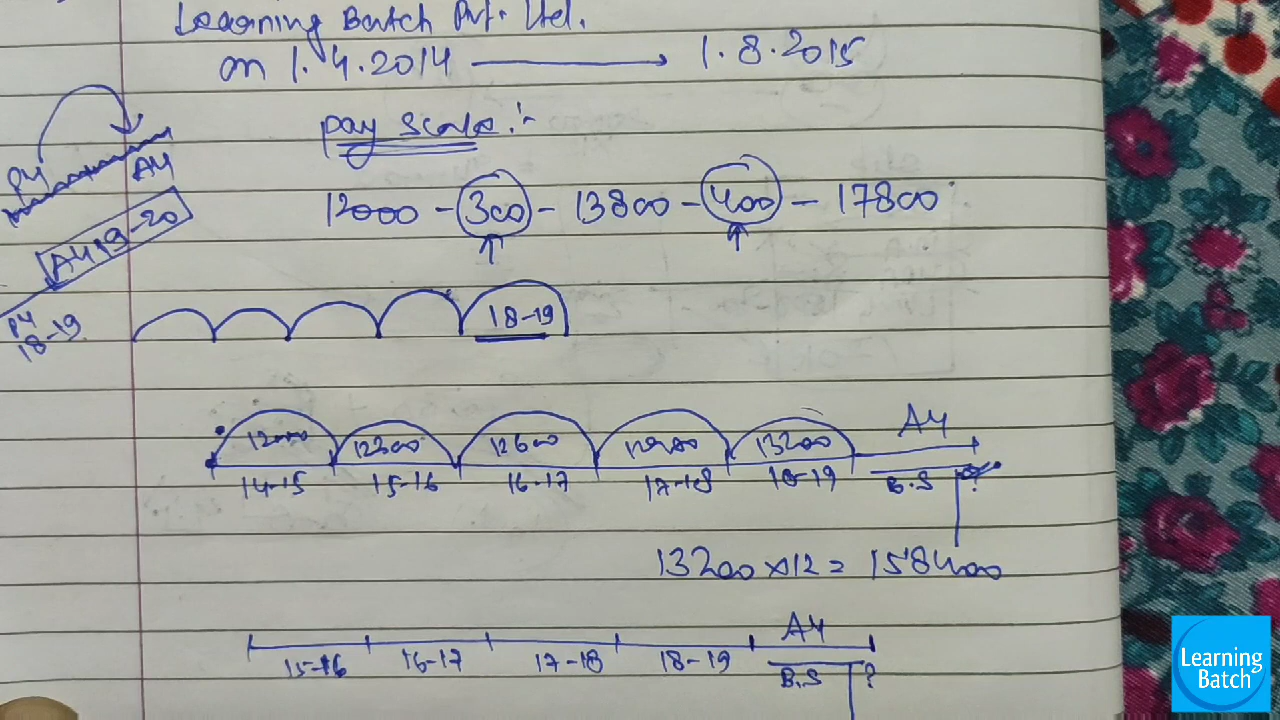 Learning Batch Pvt. Ltd.
on 1.4.2014 → 1.8.2015
pay scale :-
PY
AY
12000 - 300 - 13800 - 400 - 17800
AY 19-20
PY
18-19
18-19
AY
12000 12300 12600 12900 13200
14-15 15-16 16-17 17-18 18-19 B.S ?
13200 × 12 = 158400
AY
15-16 16-17 17-18 18-19 B.S ?
Learning
Batch